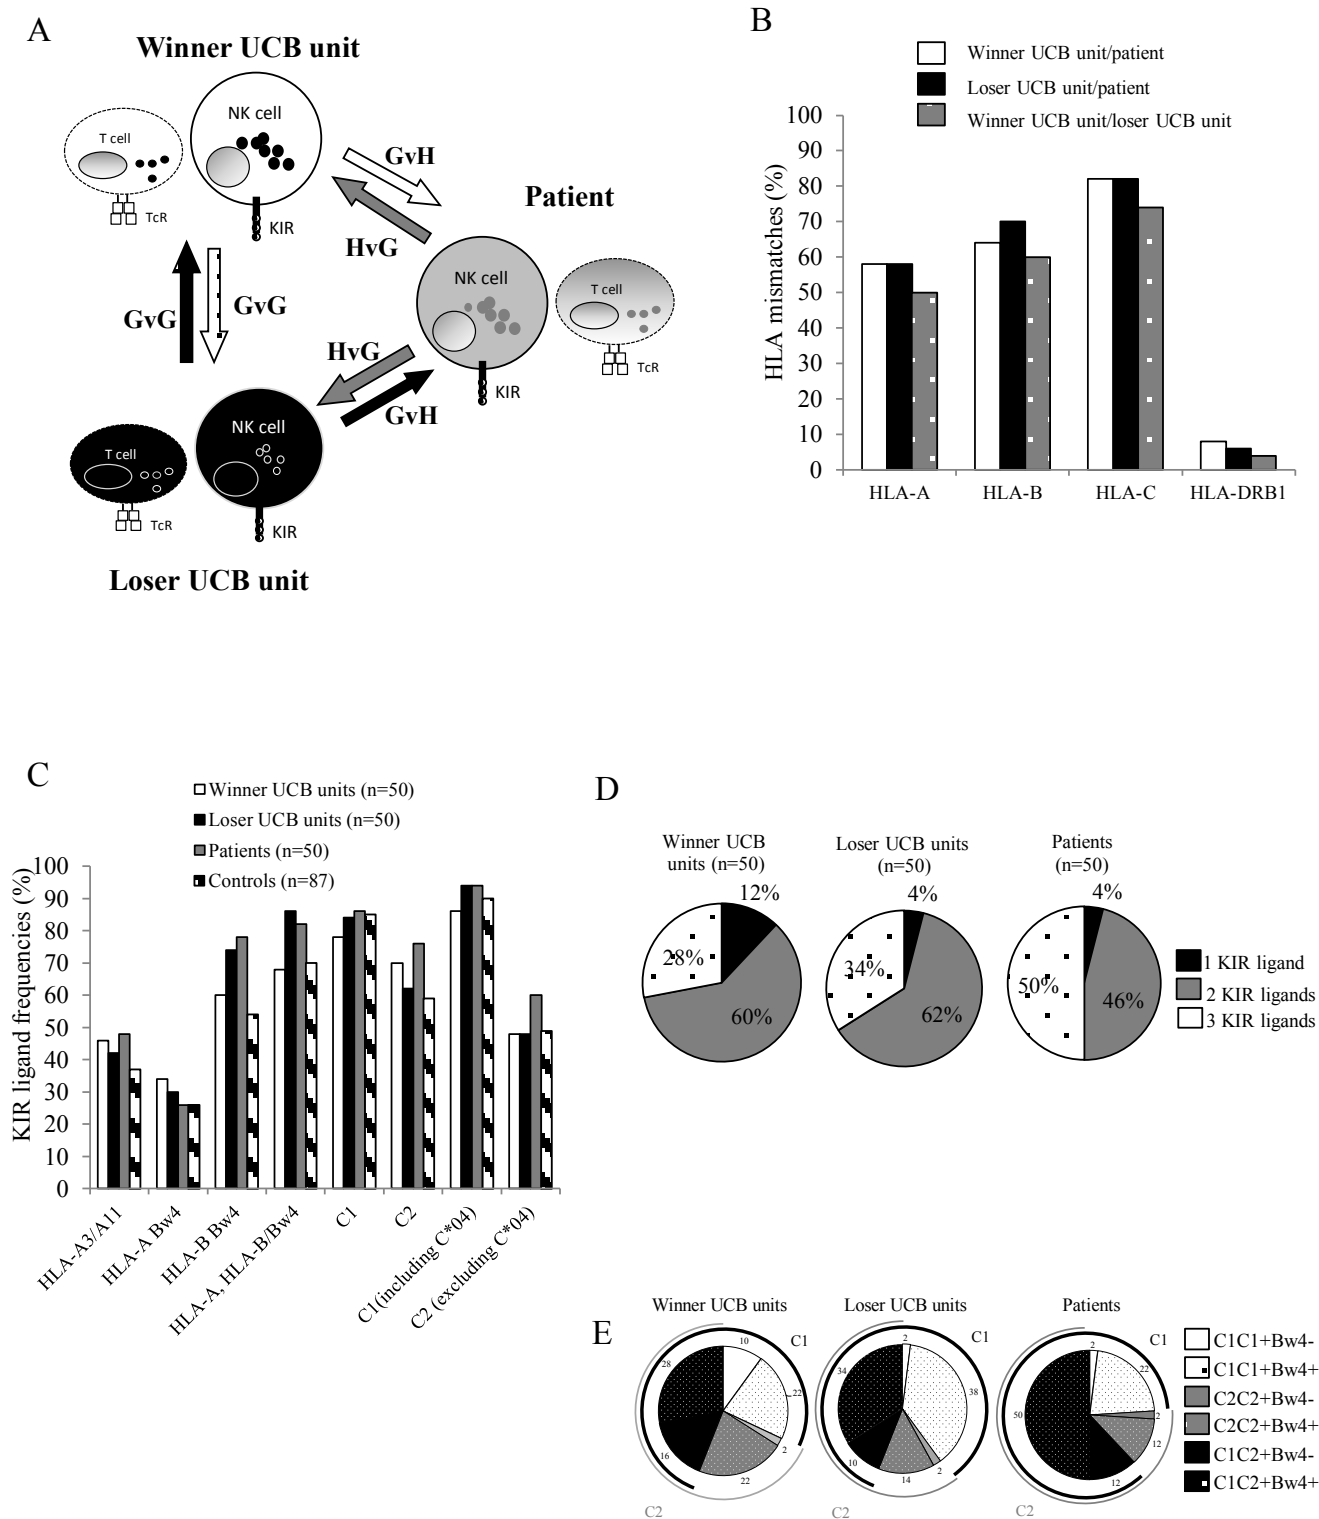 A
Winner UCB unit
NK cell
T cell
TcR
KIR
GvH
HvG
Patient
NK cell
T cell
TcR
KIR
GvG
GvG
HvG
GvH
NK cell
T cell
TcR
KIR
Loser UCB unit
B
Winner UCB unit/patient
Loser UCB unit/patient
Winner UCB unit/loser UCB unit
HLA mismatches (%)
100
90
80
70
60
50
40
30
20
10
0
HLA-A
HLA-B
HLA-C
HLA-DRB1
C
Winner UCB units (n=50)
Loser UCB units (n=50)
Patients (n=50)
Controls (n=87)
KIR ligand frequencies (%)
100
90
80
70
60
50
40
30
20
10
0
HLA-A3/A11
HLA-A Bw4
HLA-B Bw4
HLA-A, HLA-B/Bw4
C1
C2
C1(including C*04)
C2 (excluding C*04)
D
Winner UCB
units (n=50)
12%
28%
60%
Loser UCB units
(n=50)
4%
34%
62%
Patients
(n=50)
4%
50%
46%
1 KIR ligand
2 KIR ligands
3 KIR ligands
E
Winner UCB units
C1
10
22
2
22
16
28
C2
Loser UCB units
C1
2
38
2
14
10
34
C2
Patients
C1
2
22
2
12
12
50
C2
C1C1+Bw4-
C1C1+Bw4+
C2C2+Bw4-
C2C2+Bw4+
C1C2+Bw4-
C1C2+Bw4+